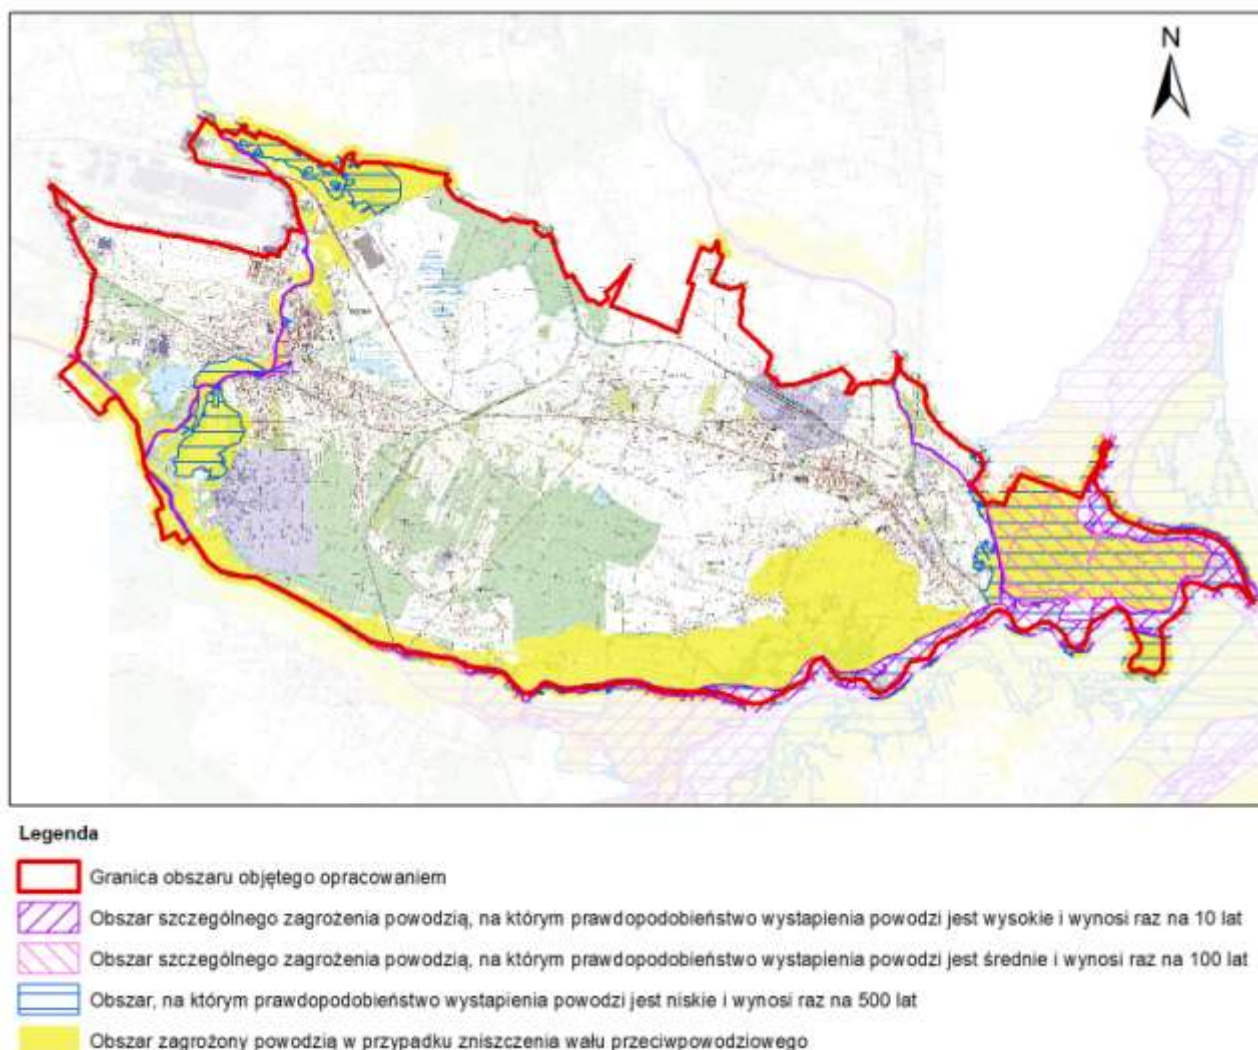 N
Legenda
Granica obszaru objętego opracowaniem
Obszar szczególnego zagrożenia powodzią, na którym prawdopodobieństwo wystąpienia powodzi jest wysokie i wynosi raz na 10 lat
Obszar szczególnego zagrożenia powodzią, na którym prawdopodobieństwo wystąpienia powodzi jest średnie i wynosi raz na 100 lat
Obszar, na którym prawdopodobieństwo wystąpienia powodzi jest niskie i wynosi raz na 500 lat
Obszar zagrożony powodzią w przypadku zniszczenia wału przeciwpowodziowego